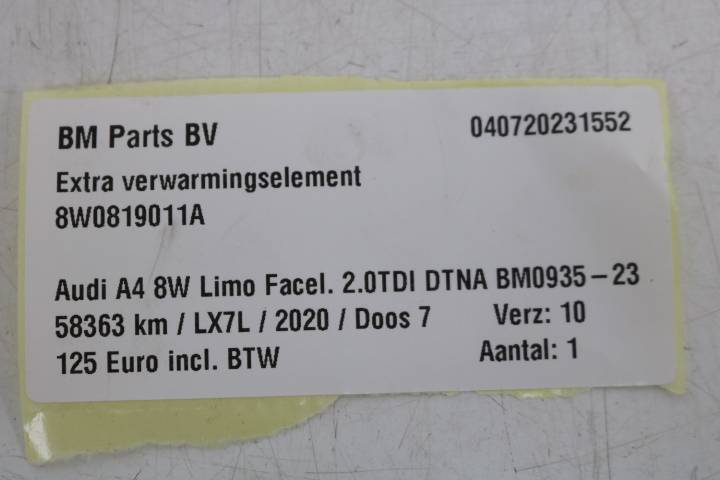 BM Parts BV 040720231552
Extra verwarmingselement
8W0819011A
Audi A4 8W Limo Facel. 2.0TDI DTNA BM0935-23
58363 km / LX7L / 2020 / Doos 7 Verz: 10
125 Euro incl. BTW Aantal: 1